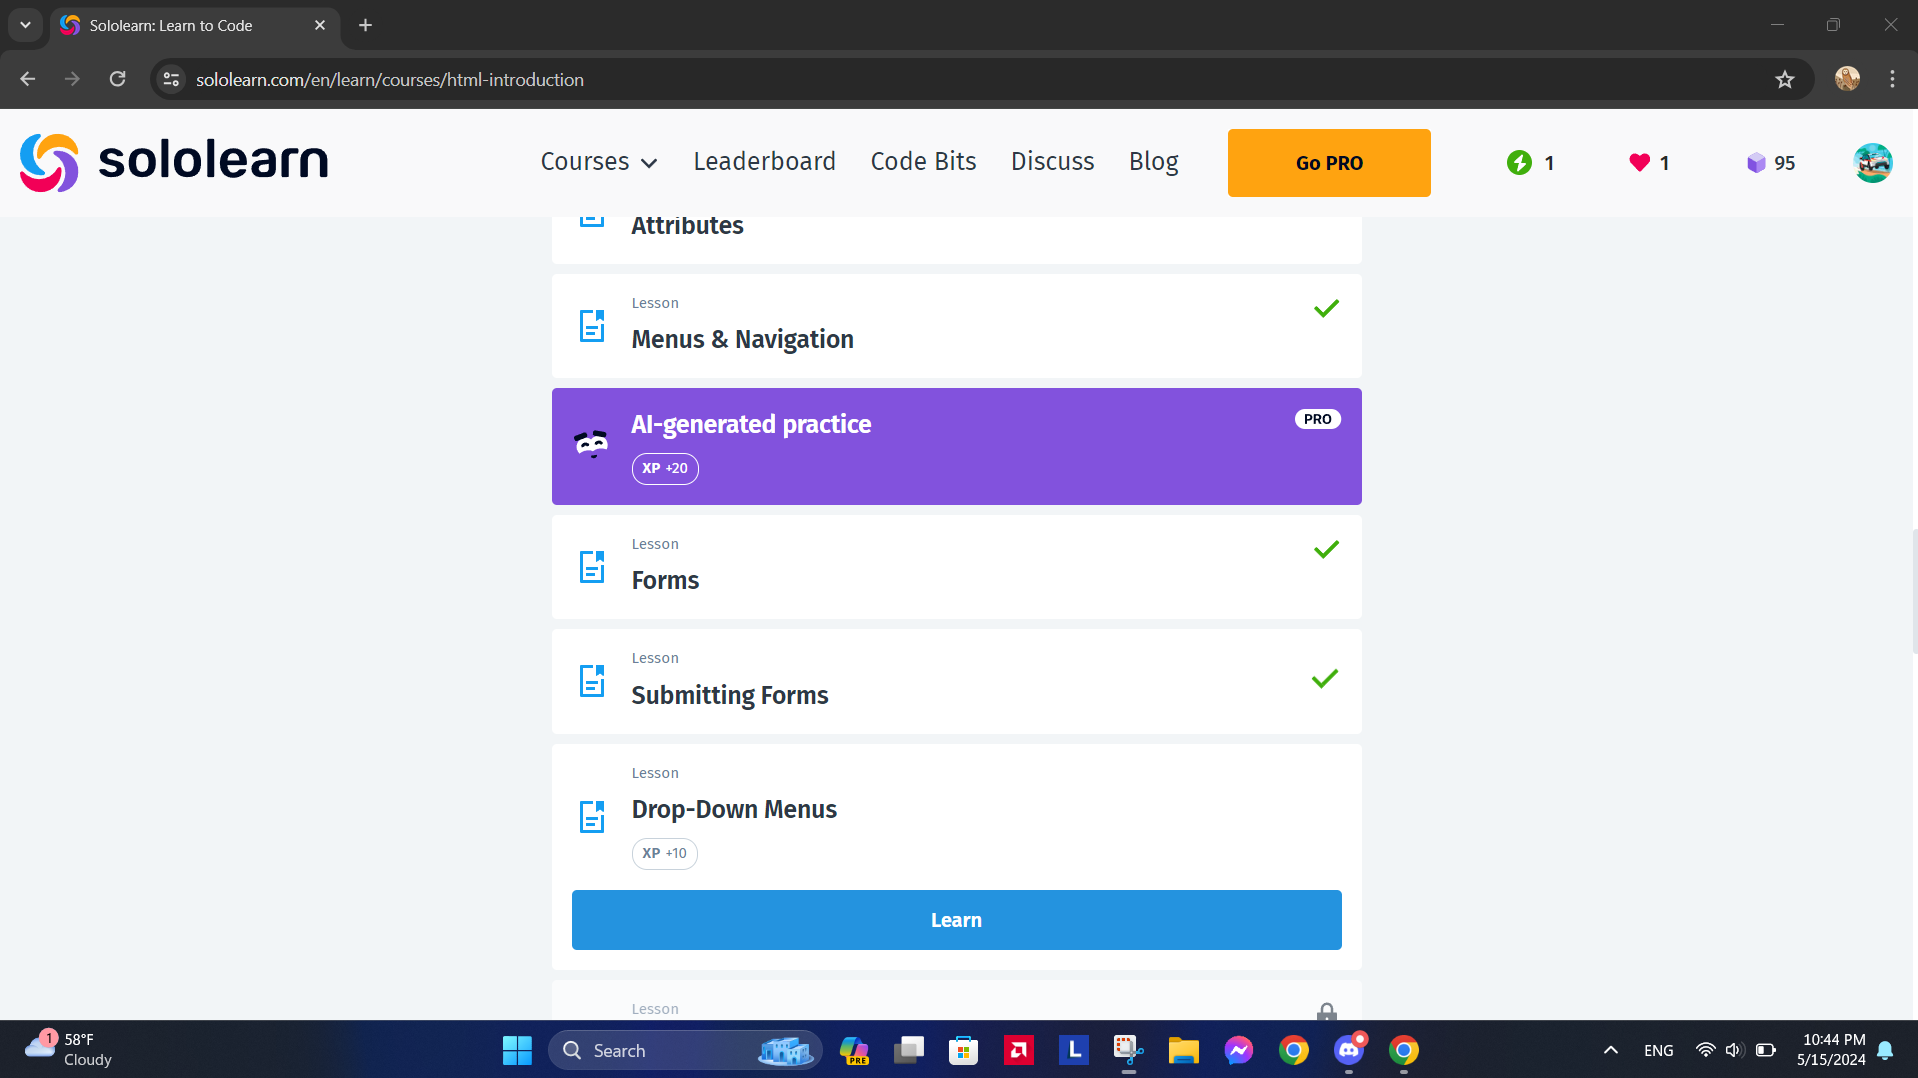 Sololearn: Learn to Code
sololearn.com/en/learn/courses/html-introduction
sololearn
Courses
Leaderboard
Code Bits
Discuss
Blog
Go PRO
1
1
95
Attributes
Lesson
Menus & Navigation
AI-generated practice
PRO
XP +20
Lesson
Forms
Lesson
Submitting Forms
Lesson
Drop-Down Menus
XP +10
Learn
Lesson
1
58°F
Cloudy
Search
PRE
L
ENG
10:44 PM
5/15/2024